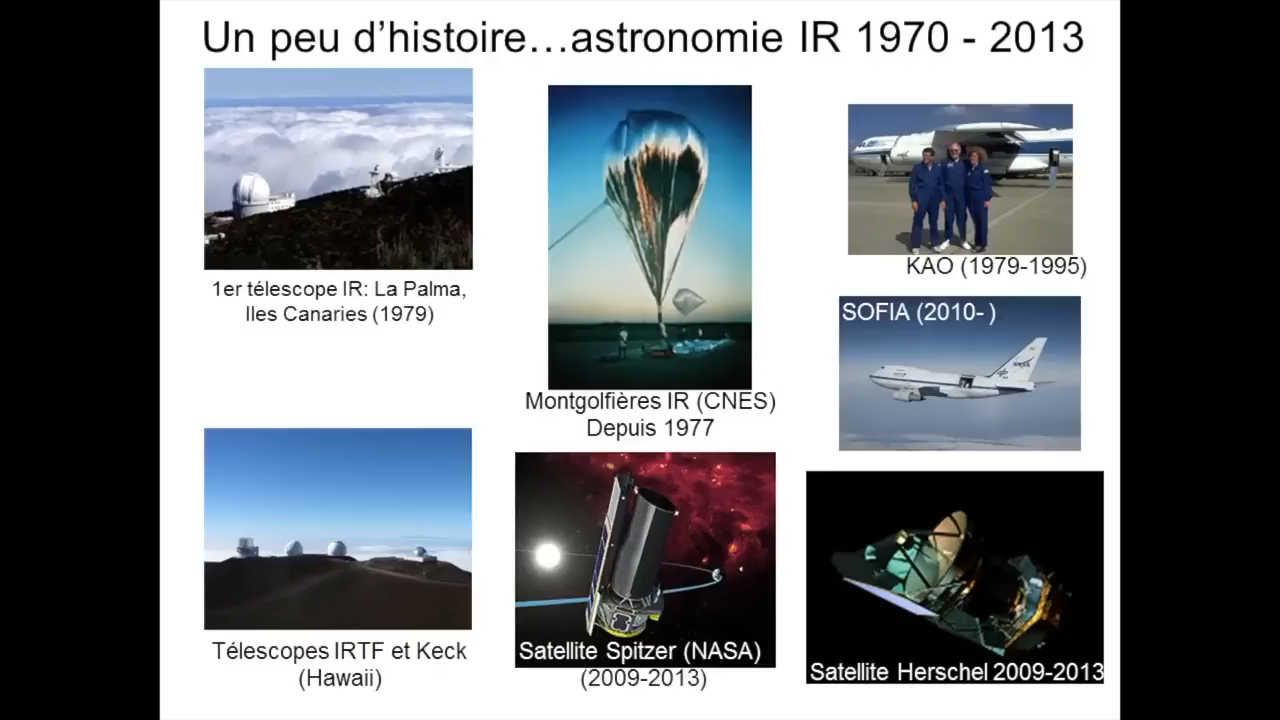 Un peu d’histoire…astronomie IR 1970 - 2013
1er télescope IR: La Palma,
Iles Canaries (1979)
Montgolfières IR (CNES)
Depuis 1977
KAO (1979-1995)
SOFIA (2010- )
NASA
Télescopes IRTF et Keck
(Hawaii)
Satellite Spitzer (NASA)
(2009-2013)
Satellite Herschel 2009-2013